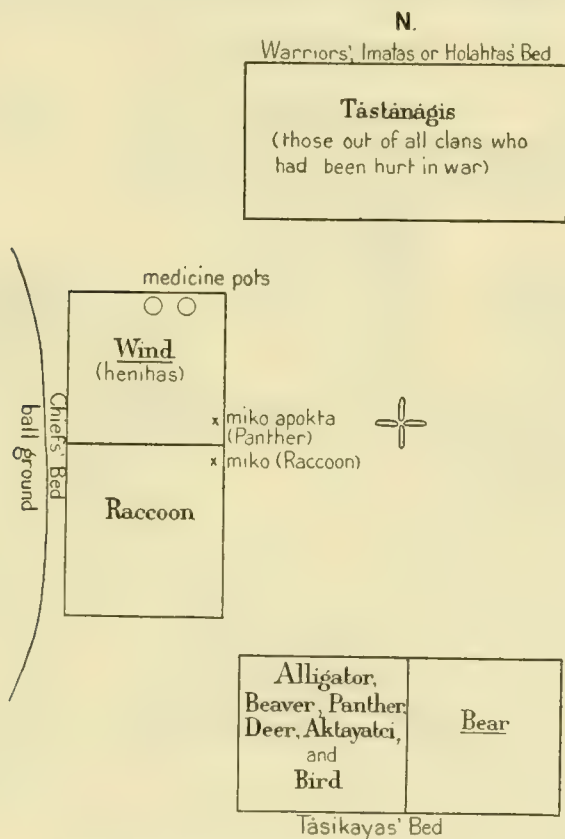 N.
Warriors', Imatas or Holahtas' Bed
Tåstånågis
(those out of all clans who
had been hurt in war)
medicine pots
Wind
(henihas)
Chiefs' Bed
ball ground
x miko apokta
(Panther)
x miko (Raccoon)
Raccoon
Alligator,
Beaver, Panther,
Deer, Aktayatci,
and
Bird
Bear
Tåsikayas' Bed